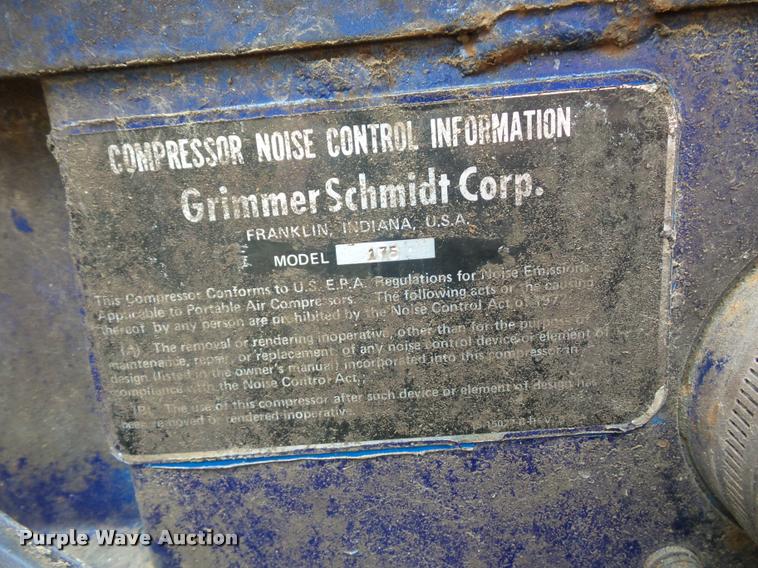 COMPRESSOR NOISE CONTROL INFORMATION
GrimmerSchmidt Corp.
FRANKLIN, INDIANA, U.S.A.
MODEL 175
This Compressor Conforms to U.S. E.P.A. Regulations for Noise Emissions
Applicable to Portable Air Compressors. The following acts or the causing
thereof by any person are prohibited by the Noise Control Act of 197
(A) The removal or rendering inoperative, other than for the purpose of
maintenance, repair, or replacement of any noise control device or element of
design (listed in the owner's manual) incorporated into this compressor in
compliance with the Noise Control Act;
(B) The use of this compressor after such device or element of design has
been removed or rendered inoperative.
Purple Wave Auction